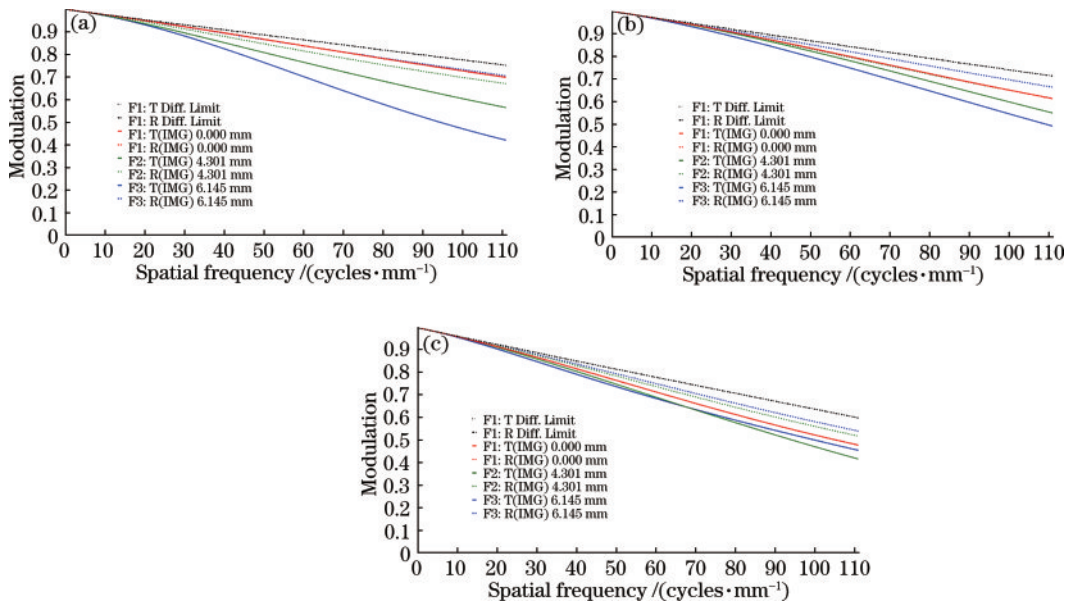 (a)
Modulation
0.9
0.8
0.7
0.6
0.5
0.4
0.3
0.2
0.1
0
F1: T Diff. Limit
F1: R Diff. Limit
F1: T(IMG) 0.000 mm
F1: R(IMG) 0.000 mm
F2: T(IMG) 4.301 mm
F2: R(IMG) 4.301 mm
F3: T(IMG) 6.145 mm
F3: R(IMG) 6.145 mm
0 10 20 30 40 50 60 70 80 90 100 110
Spatial frequency /(cycles·mm⁻¹)
(b)
Modulation
0.9
0.8
0.7
0.6
0.5
0.4
0.3
0.2
0.1
0
F1: T Diff. Limit
F1: R Diff. Limit
F1: T(IMG) 0.000 mm
F1: R(IMG) 0.000 mm
F2: T(IMG) 4.301 mm
F2: R(IMG) 4.301 mm
F3: T(IMG) 6.145 mm
F3: R(IMG) 6.145 mm
0 10 20 30 40 50 60 70 80 90 100 110
Spatial frequency /(cycles·mm⁻¹)
(c)
Modulation
0.9
0.8
0.7
0.6
0.5
0.4
0.3
0.2
0.1
0
F1: T Diff. Limit
F1: R Diff. Limit
F1: T(IMG) 0.000 mm
F1: R(IMG) 0.000 mm
F2: T(IMG) 4.301 mm
F2: R(IMG) 4.301 mm
F3: T(IMG) 6.145 mm
F3: R(IMG) 6.145 mm
0 10 20 30 40 50 60 70 80 90 100 110
Spatial frequency /(cycles·mm⁻¹)